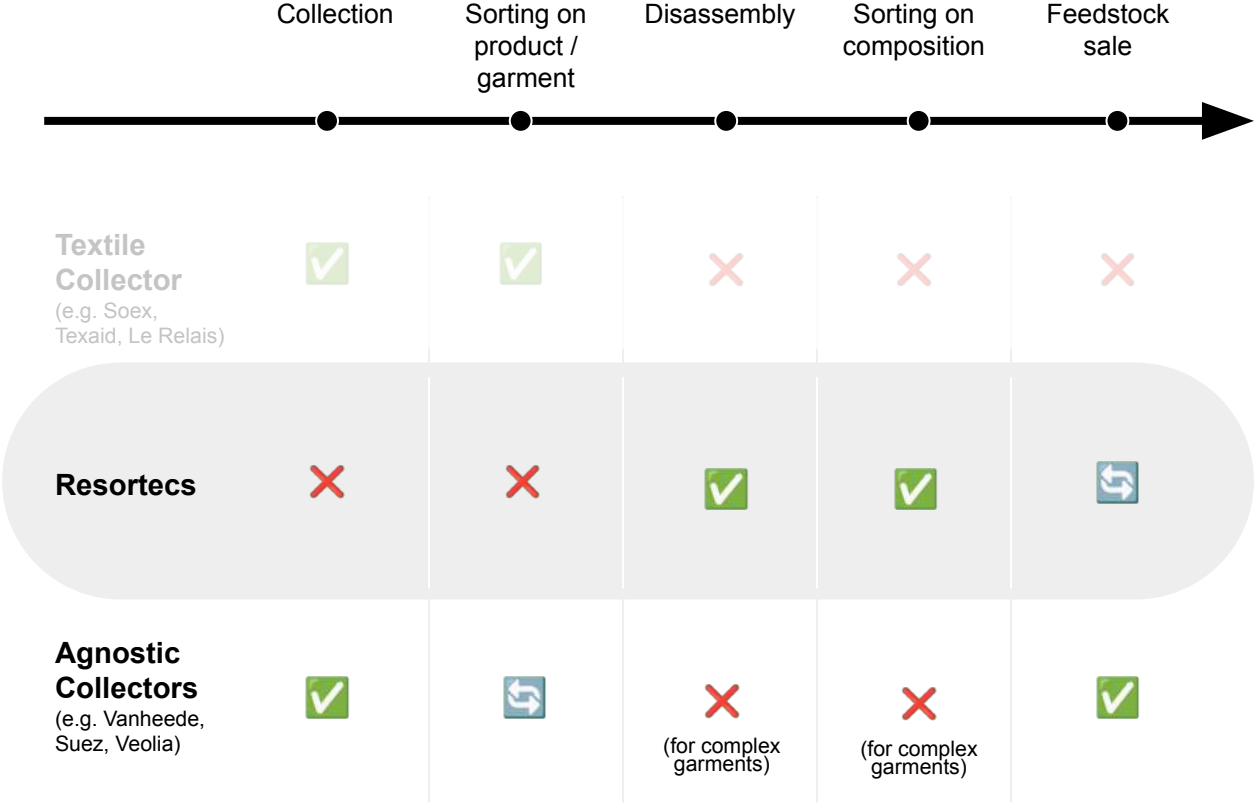 Collection
Sorting on
product /
garment
Disassembly
Sorting on
composition
Feedstock
sale
Textile
Collector
(e.g. Soex,
Texaid, Le Relais)
Resortecs
Agnostic
Collectors
(e.g. Vanheede,
Suez, Veolia)
(for complex
garments)
(for complex
garments)